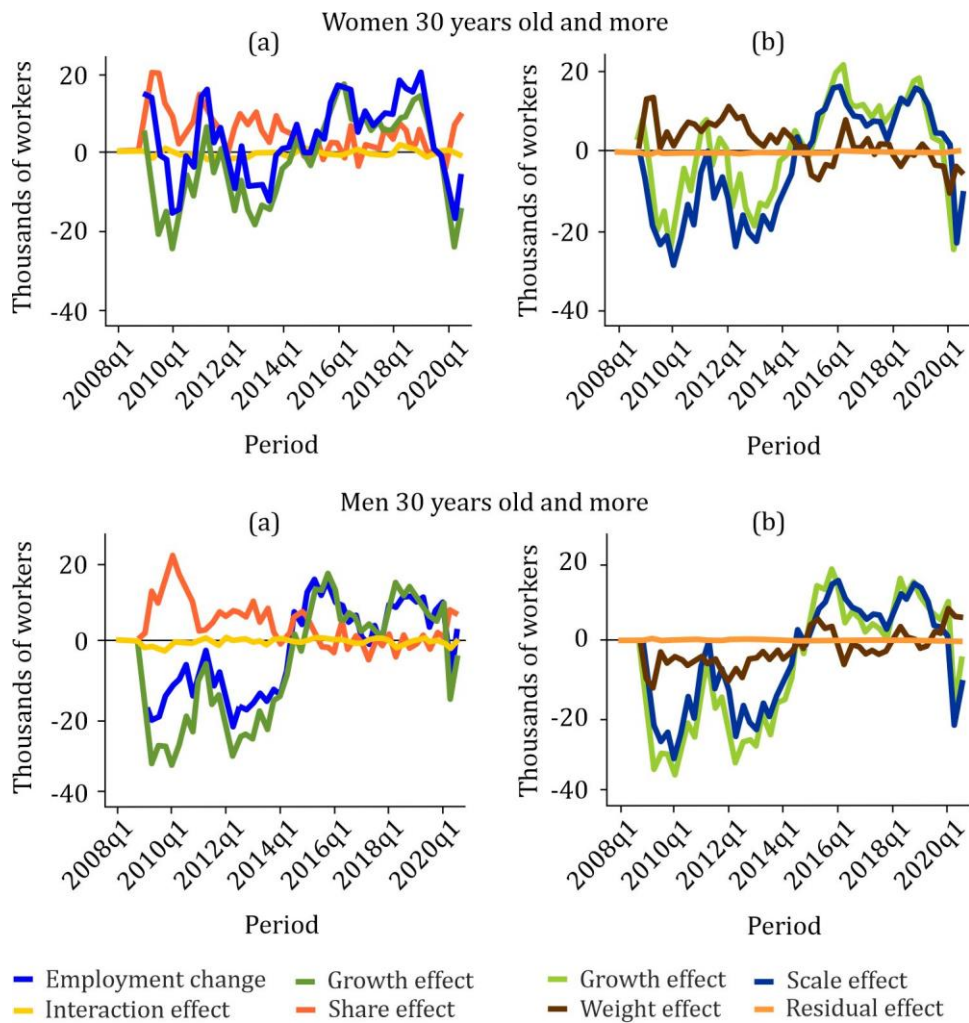 Women 30 years old and more
(a)
(b)
Thousands of workers
20
0
-20
-40
2008q1
2010q1
2012q1
2014q1
2016q1
2018q1
2020q1
Period
Thousands of workers
20
0
-20
-40
2008q1
2010q1
2012q1
2014q1
2016q1
2018q1
2020q1
Period
Men 30 years old and more
(a)
(b)
Thousands of workers
20
0
-20
-40
2008q1
2010q1
2012q1
2014q1
2016q1
2018q1
2020q1
Period
Thousands of workers
20
0
-20
-40
2008q1
2010q1
2012q1
2014q1
2016q1
2018q1
2020q1
Period
Employment change
Growth effect
Growth effect
Scale effect
Interaction effect
Share effect
Weight effect
Residual effect